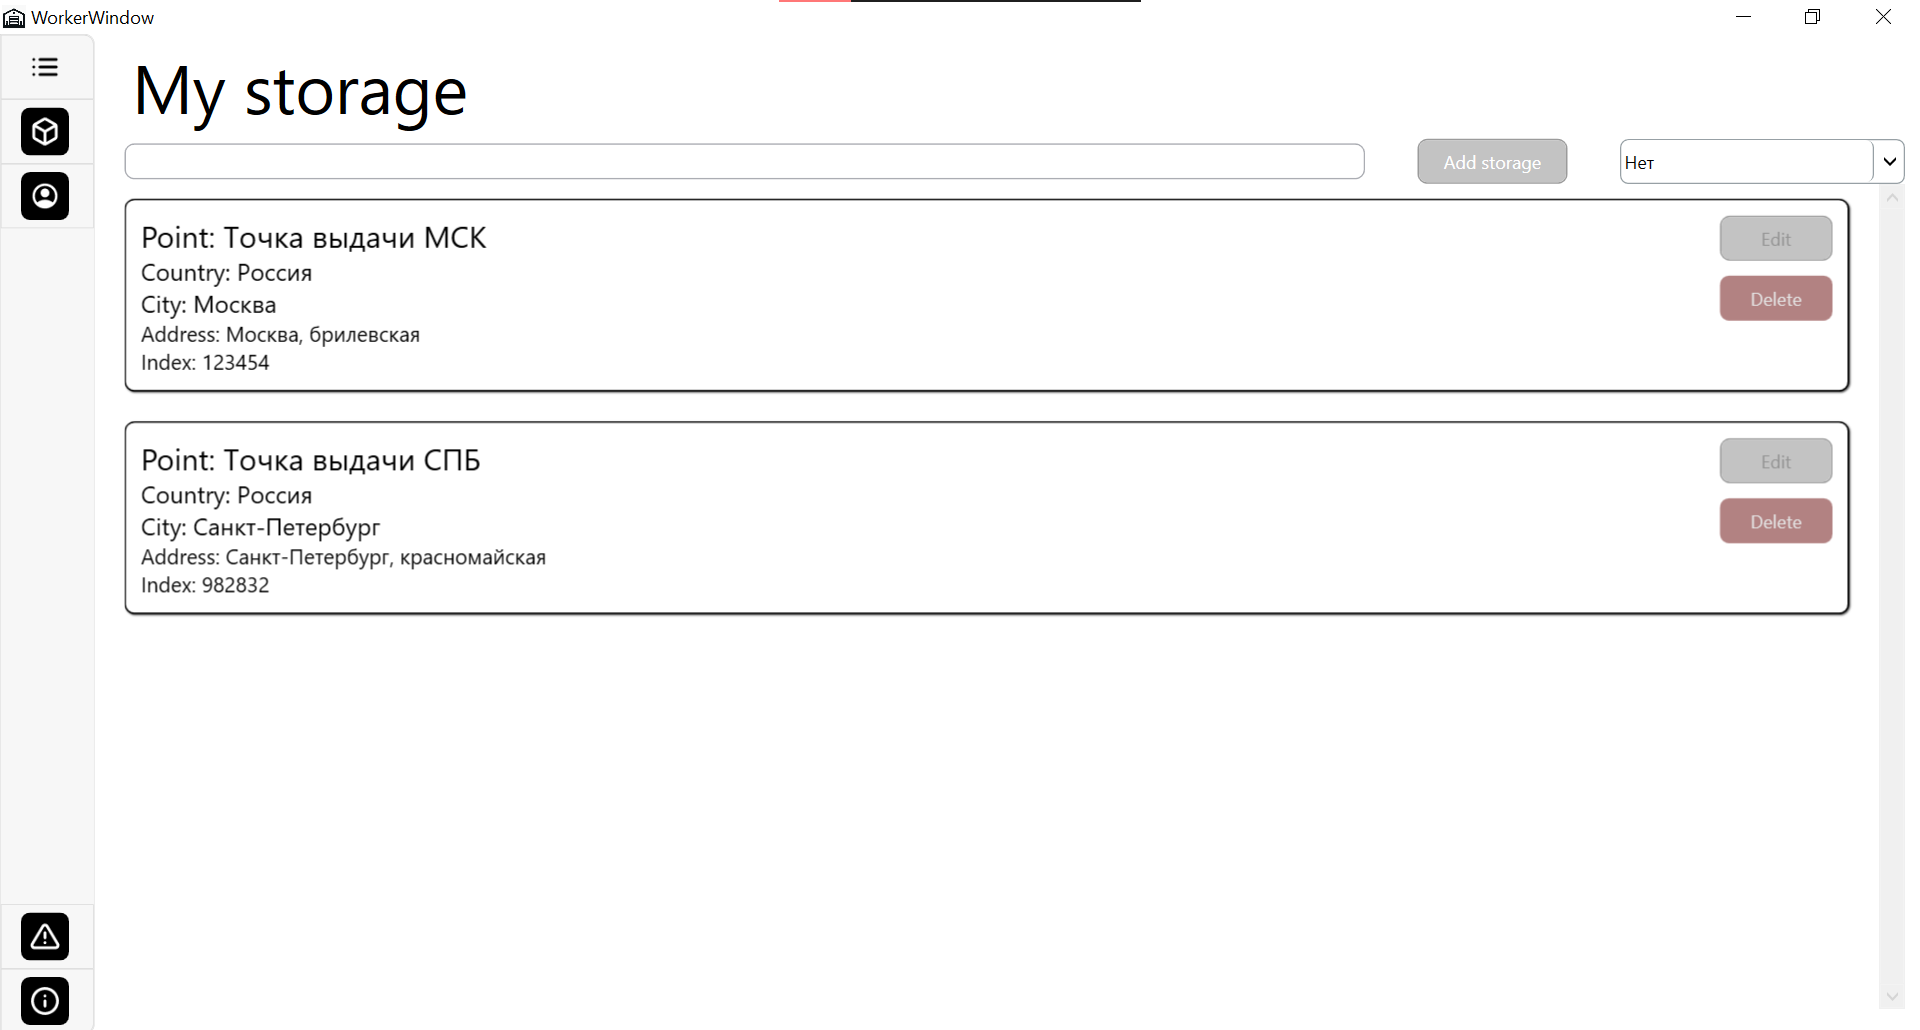 WorkerWindow
My storage
Add storage
Нет
Point: Точка выдачи МСК
Country: Россия
City: Москва
Address: Москва, брилевская
Index: 123454
Edit
Delete
Point: Точка выдачи СПБ
Country: Россия
City: Санкт-Петербург
Address: Санкт-Петербург, красномайская
Index: 982832
Edit
Delete